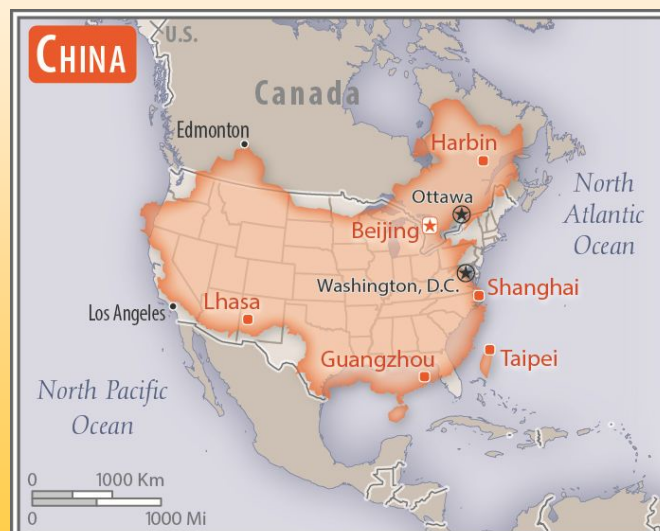 CHINA
U.S.
Canada
Edmonton
Harbin
Ottawa
North
Atlantic
Ocean
Beijing
Washington, D.C.
Shanghai
Los Angeles
Lhasa
Guangzhou
Taipei
North Pacific
Ocean
0 1000 Km
0 1000 Mi